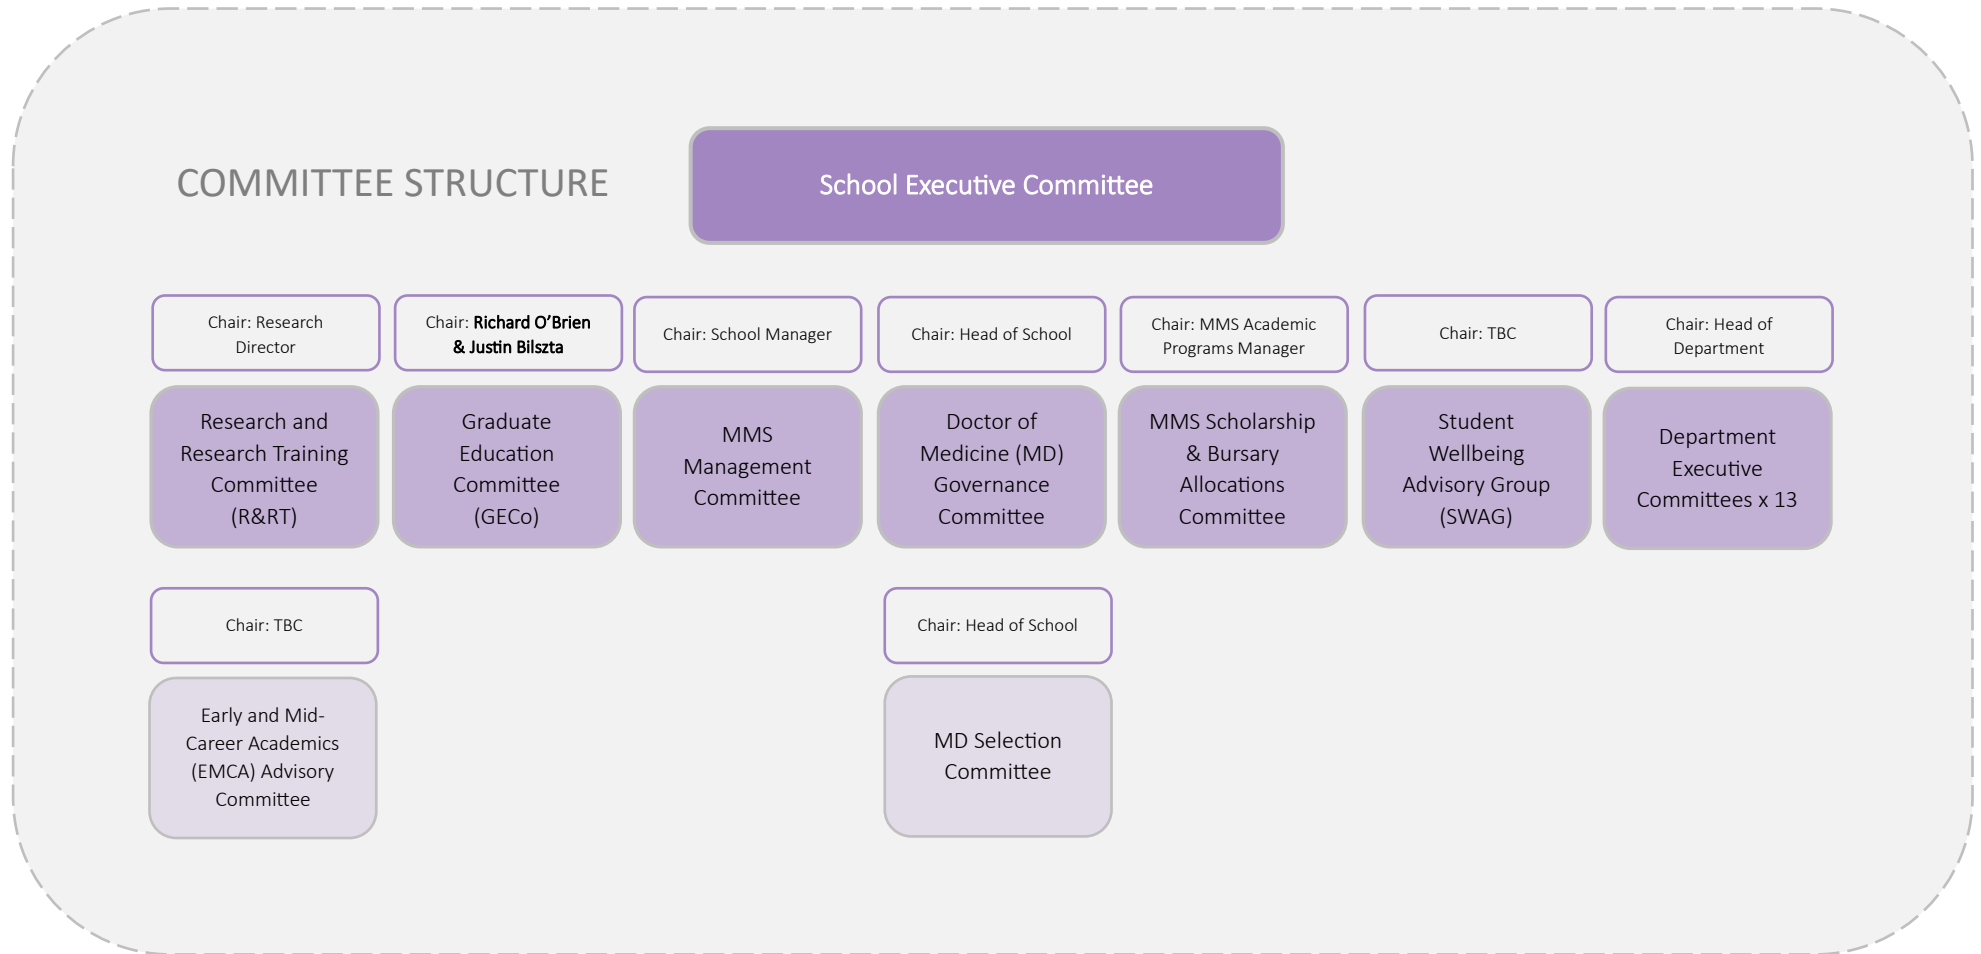 COMMITTEE STRUCTURE
School Executive Committee
Chair: Research
Director
Chair: Richard O’Brien
& Justin Bilszta
Chair: School Manager
Chair: Head of School
Chair: MMS Academic
Programs Manager
Chair: TBC
Chair: Head of
Department
Research and
Research Training
Committee
(R&RT)
Graduate
Education
Committee
(GECo)
MMS
Management
Committee
Doctor of
Medicine (MD)
Governance
Committee
MMS Scholarship
& Bursary
Allocations
Committee
Student
Wellbeing
Advisory Group
(SWAG)
Department
Executive
Committees x 13
Chair: TBC
Chair: Head of School
Early and Mid-
Career Academics
(EMCA) Advisory
Committee
MD Selection
Committee